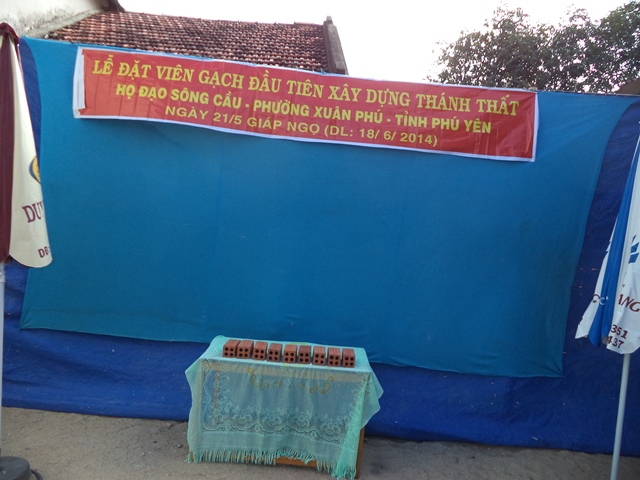 LỄ ĐẶT VIÊN GẠCH ĐẦU TIÊN XÂY DỰNG THÁNH THẤT
HỌ ĐẠO SÔNG CẦU - PHƯỜNG XUÂN PHÚ - TỈNH PHÚ YÊN
NGÀY 21/5 GIÁP NGỌ (DL: 18/ 6/ 2014)